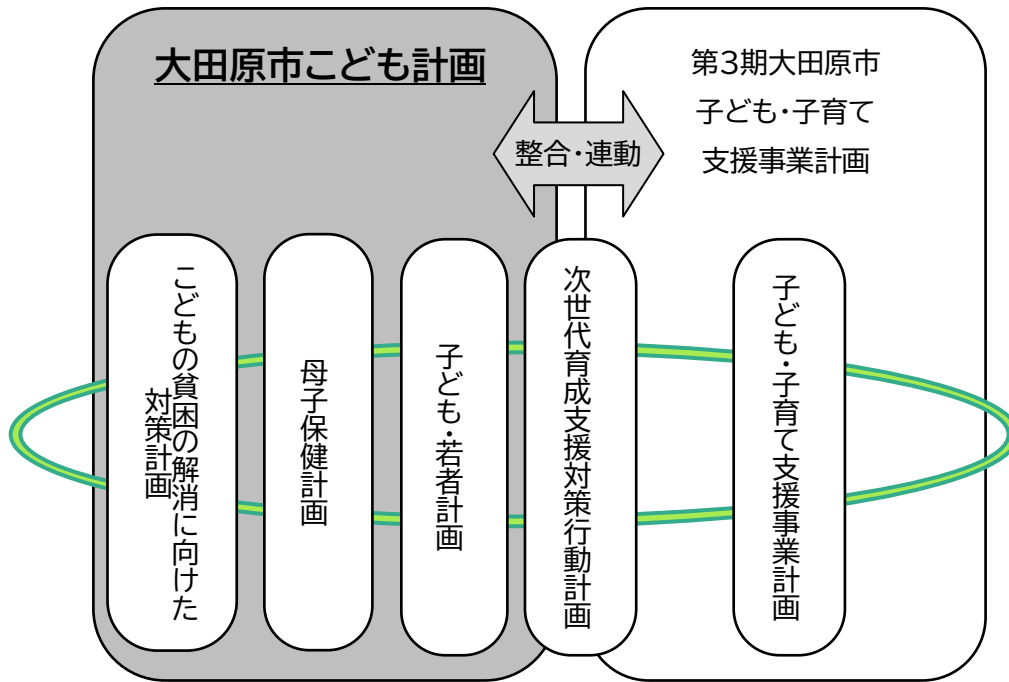 大田原市こども計画
第3期大田原市
子ども・子育て
支援事業計画
整合・連動
こどもの貧困の解消に向けた
対策計画
母子保健計画
子ども・若者計画
次世代育成支援対策行動計画
子ども・子育て支援事業計画